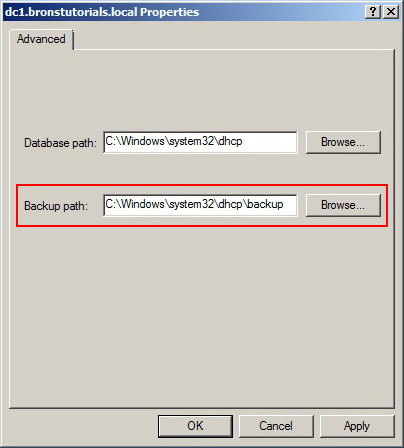 dc1.bronstutorials.local Properties
Advanced
Database path: C:\Windows\system32\dhcp Browse...
Backup path: C:\Windows\system32\dhcp\backup Browse...
OK Cancel Apply